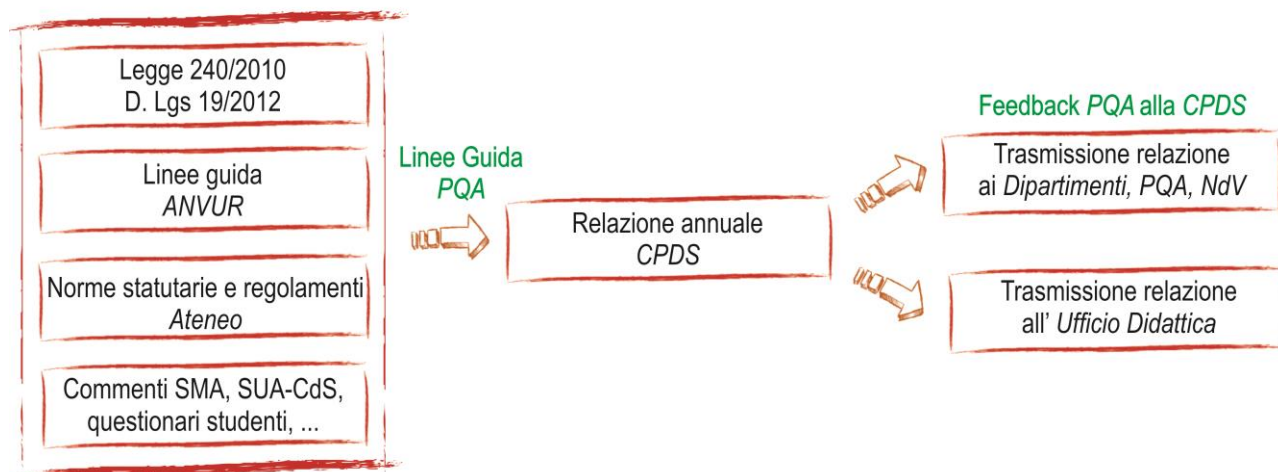 Legge 240/2010
D. Lgs 19/2012
Linee guida
ANVUR
Norme statutarie e regolamenti
Ateneo
Commenti SMA, SUA-CdS,
questionari studenti, ...
Linee Guida
PQA
Relazione annuale
CPDS
Feedback PQA alla CPDS
Trasmissione relazione
ai Dipartimenti, PQA, NdV
Trasmissione relazione
all' Ufficio Didattica